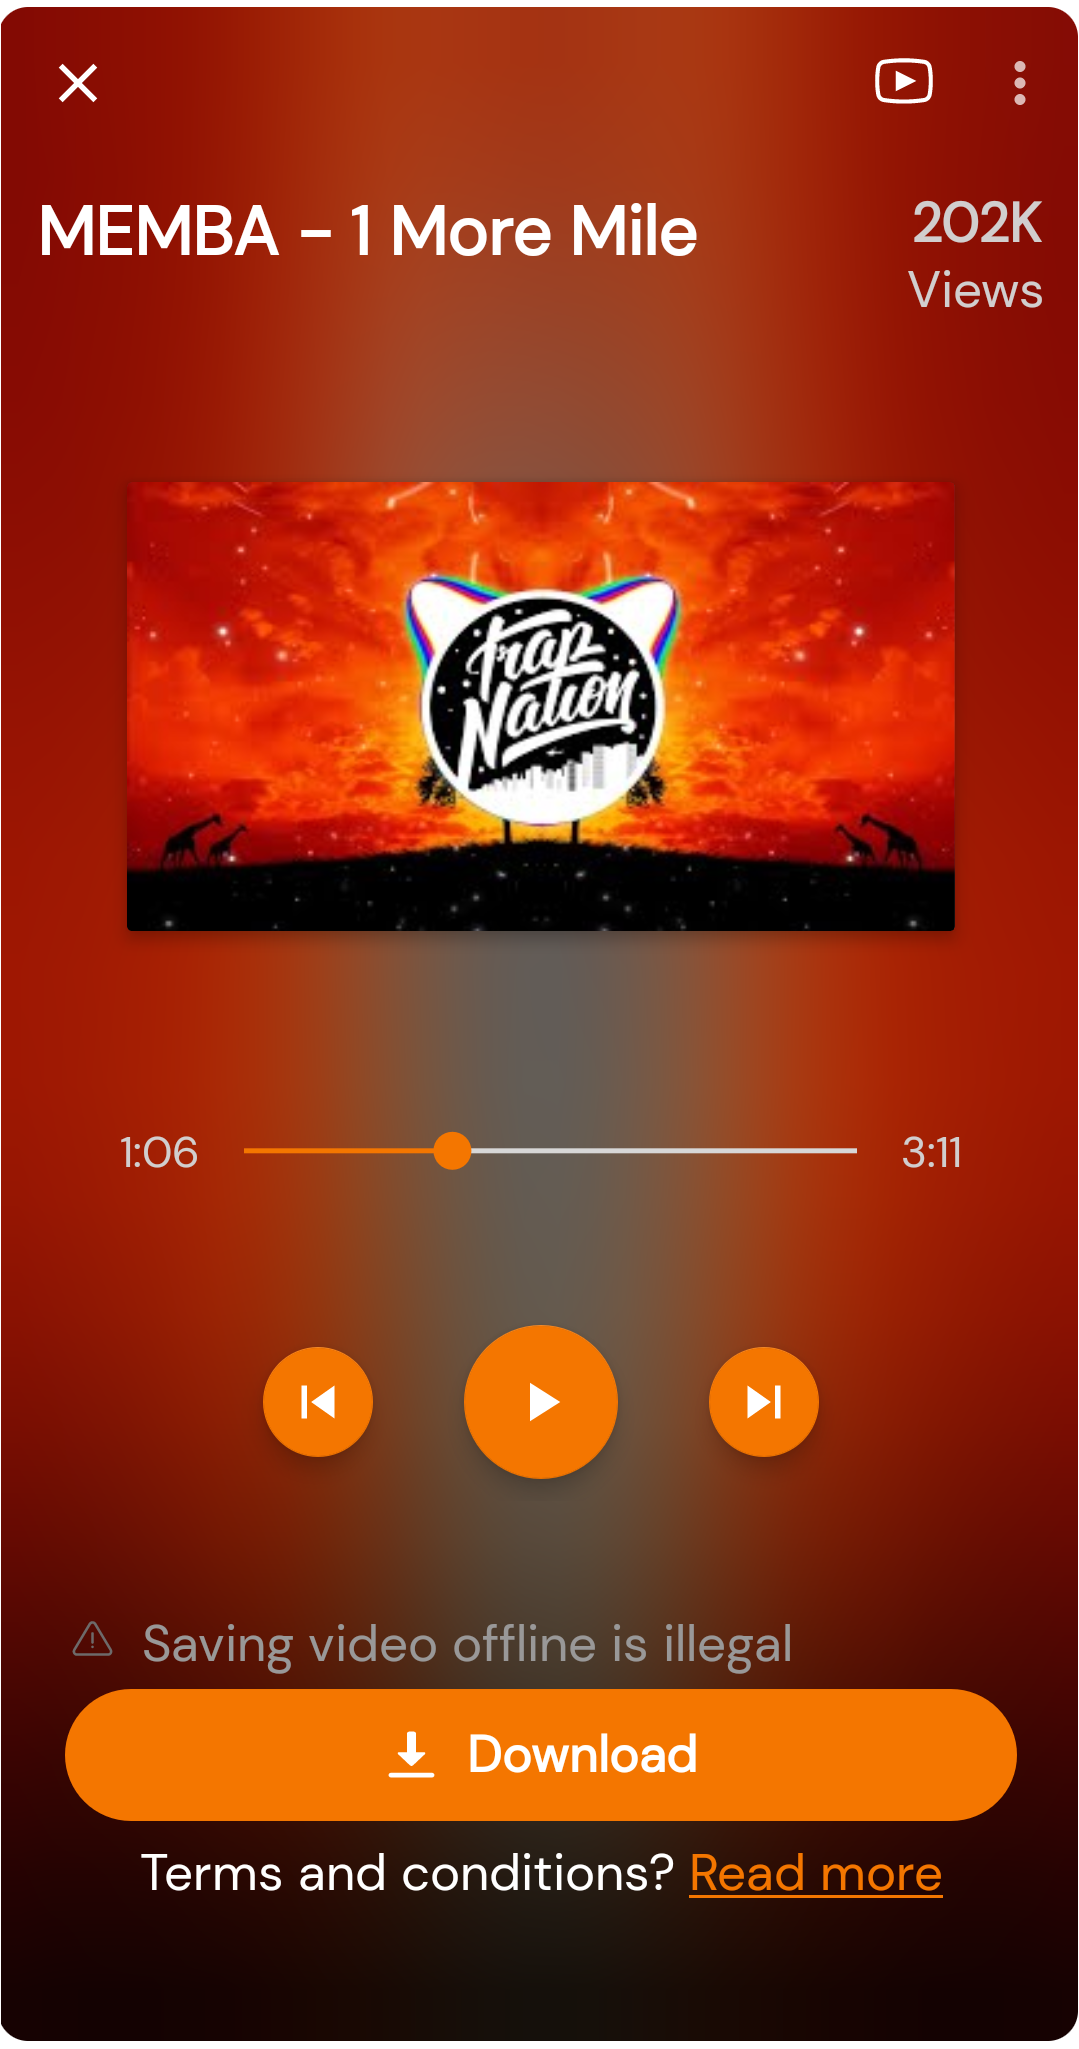 MEMBA - 1 More Mile
202K
Views
Trap
Nation
1:06
3:11
Saving video offline is illegal
Download
Terms and conditions? Read more